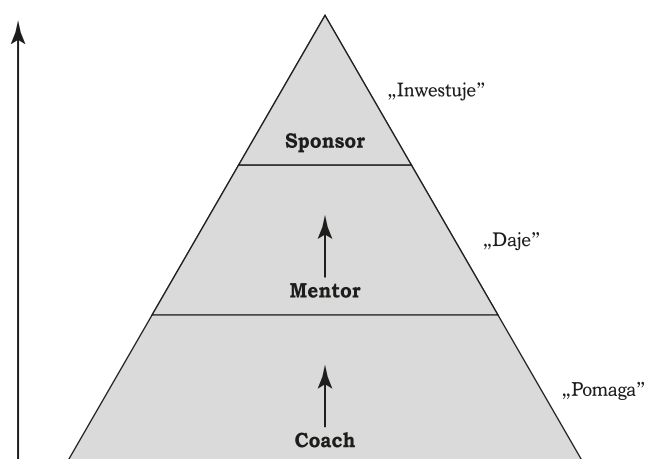 „Inwestuje”
Sponsor
„Daje”
Mentor
„Pomaga”
Coach